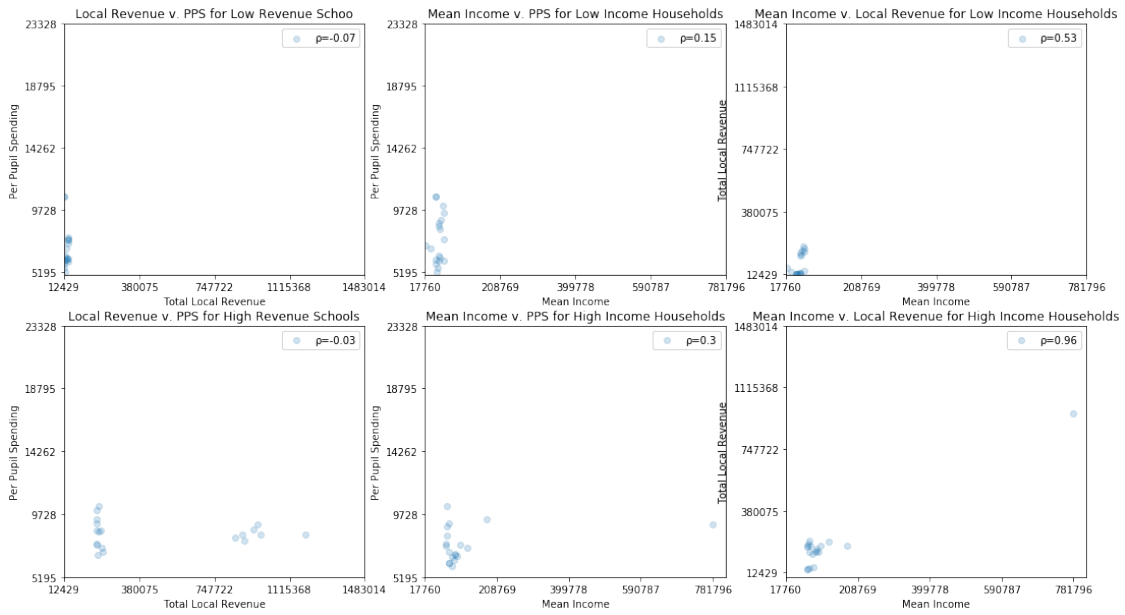 Local Revenue v. PPS for Low Revenue Schoo
23328
18795
14262
9728
5195
Per Pupil Spending
ρ=-0.07
12429 380075 747722 1115368 1483014
Total Local Revenue
Mean Income v. PPS for Low Income Households
23328
18795
14262
9728
5195
Per Pupil Spending
ρ=0.15
17760 208769 399778 590787 781796
Mean Income
Mean Income v. Local Revenue for Low Income Households
1483014
1115368
747722
380075
12429
Total Local Revenue
ρ=0.53
17760 208769 399778 590787 781796
Mean Income
Local Revenue v. PPS for High Revenue Schools
23328
18795
14262
9728
5195
Per Pupil Spending
ρ=-0.03
12429 380075 747722 1115368 1483014
Total Local Revenue
Mean Income v. PPS for High Income Households
23328
18795
14262
9728
5195
Per Pupil Spending
ρ=0.3
17760 208769 399778 590787 781796
Mean Income
Mean Income v. Local Revenue for High Income Households
1483014
1115368
747722
380075
12429
Total Local Revenue
ρ=0.96
17760 208769 399778 590787 781796
Mean Income